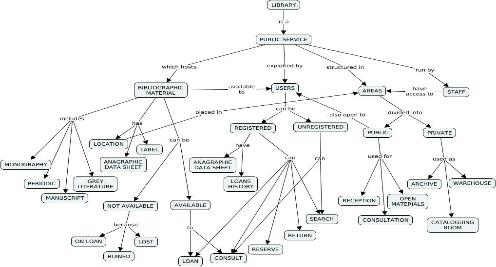 LIBRARY
is a
PUBLIC SERVICE
which hosts
exploited by
structured in
run by
BIBLIOGRAPHIC
MATERIAL
available
to
USERS
AREAS
have
access to
STAFF
includes
has
placed in
can be
also open to
divided into
LOCATION
LABEL
ANAGRAPHIC
DATA SHEET
can be
REGISTERED
UNREGISTERED
PUBLIC
PRIVATE
MONOGRAPHY
PERIODIC
MANUSCRIPT
GREY
LITERATURE
have
can
can
used for
used as
ANAGRAPHIC
DATA SHEET
LOANS
HISTORY
ARCHIVE
WAREHOUSE
NOT AVAILABLE
AVAILABLE
RECEPTION
OPEN
MATERIALS
CONSULTATION
CATALOGUING
ROOM
because
to
SEARCH
RETURN
ON LOAN
LOST
RUINED
RESERVE
LOAN
CONSULT